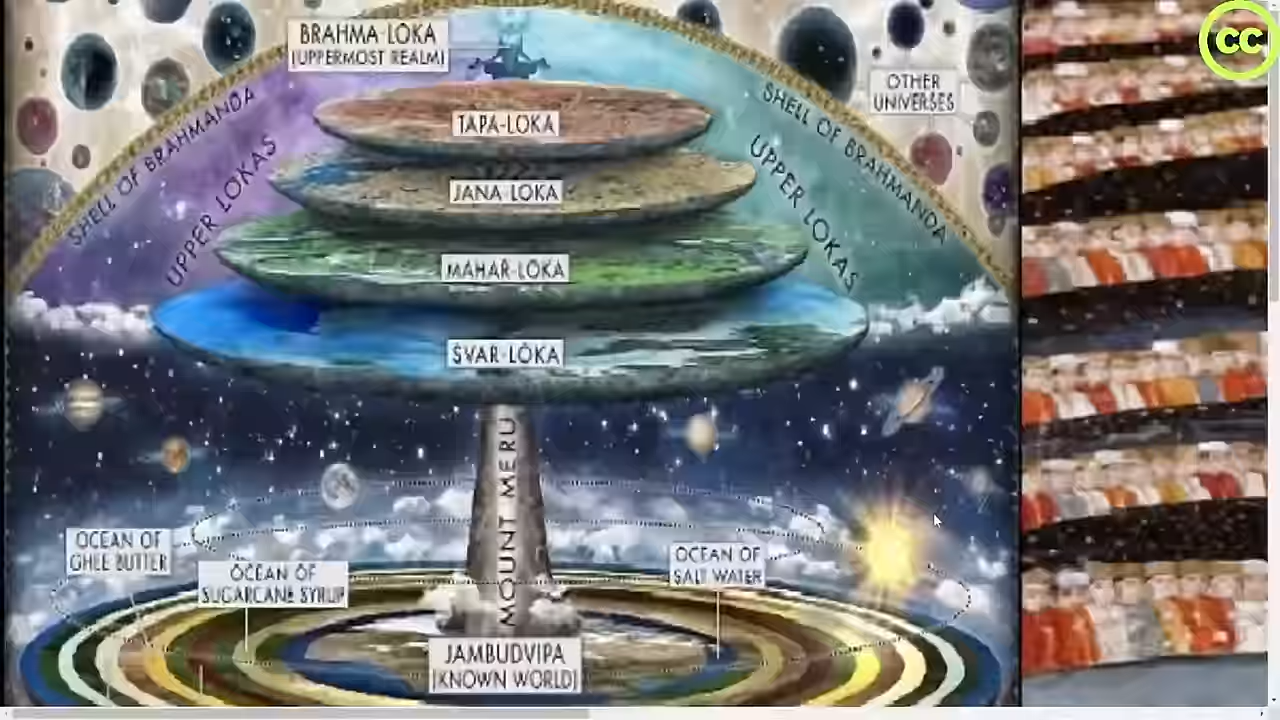 BRAHMA-LOKA
(UPPERMOST REALM)
OTHER
UNIVERSES
SHELL OF BRAHMANDA
UPPER LOKAS
TAPA-LOKA
JANA-LOKA
MAHAR-LOKA
SVAR-LOKA
UPPER LOKAS
SHELL OF BRAHMANDA
MOUNT MERU
OCEAN OF
GHEE BUTTER
OCEAN OF
SUGARCANE SYRUP
OCEAN OF
SALT WATER
JAMBUDVIPA
(KNOWN WORLD)
CC